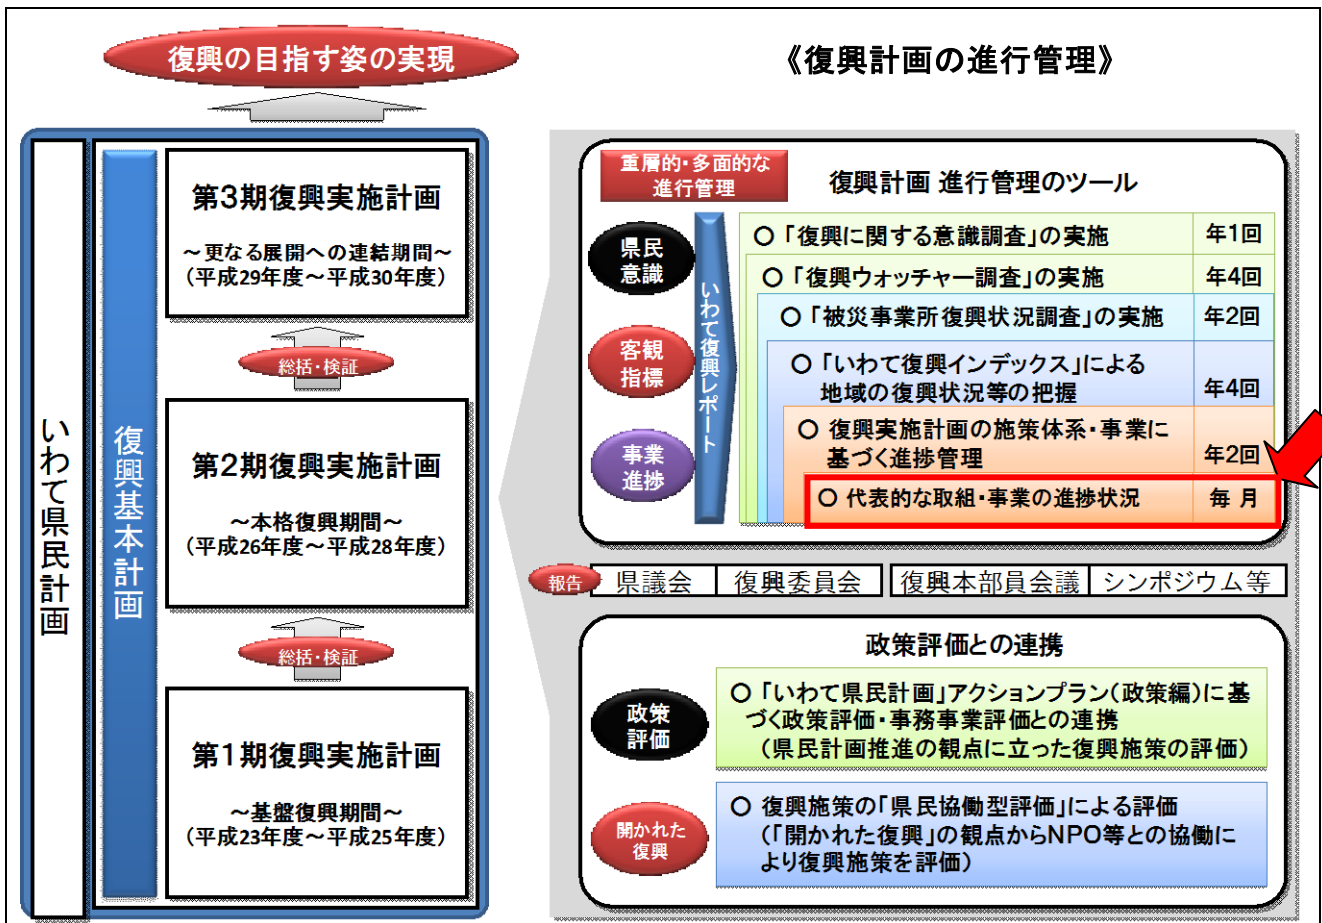 復興の目指す姿の実現
《復興計画の進行管理》
いわて県民計画
復興基本計画
第3期復興実施計画
～更なる展開への連結期間～
（平成29年度～平成30年度）
総括・検証
第2期復興実施計画
～本格復興期間～
（平成26年度～平成28年度）
総括・検証
第1期復興実施計画
～基盤復興期間～
（平成23年度～平成25年度）
重層的・多面的な
進行管理
復興計画 進行管理のツール
県民
意識
客観
指標
事業
進捗
いわて復興レポート
○「復興に関する意識調査」の実施 年1回
○「復興ウォッチャー調査」の実施 年4回
○「被災事業所復興状況調査」の実施 年2回
○「いわて復興インデックス」による
地域の復興状況等の把握 年4回
○ 復興実施計画の施策体系・事業に
基づく進捗管理 年2回
○ 代表的な取組・事業の進捗状況 毎 月
報告 県議会 復興委員会 復興本部員会議 シンポジウム等
政策評価との連携
政策
評価
○「いわて県民計画」アクションプラン（政策編）に基
づく政策評価・事務事業評価との連携
（県民計画推進の観点に立った復興施策の評価）
開かれた
復興
○ 復興施策の「県民協働型評価」による評価
（「開かれた復興」の観点からNPO等との協働に
より復興施策を評価）